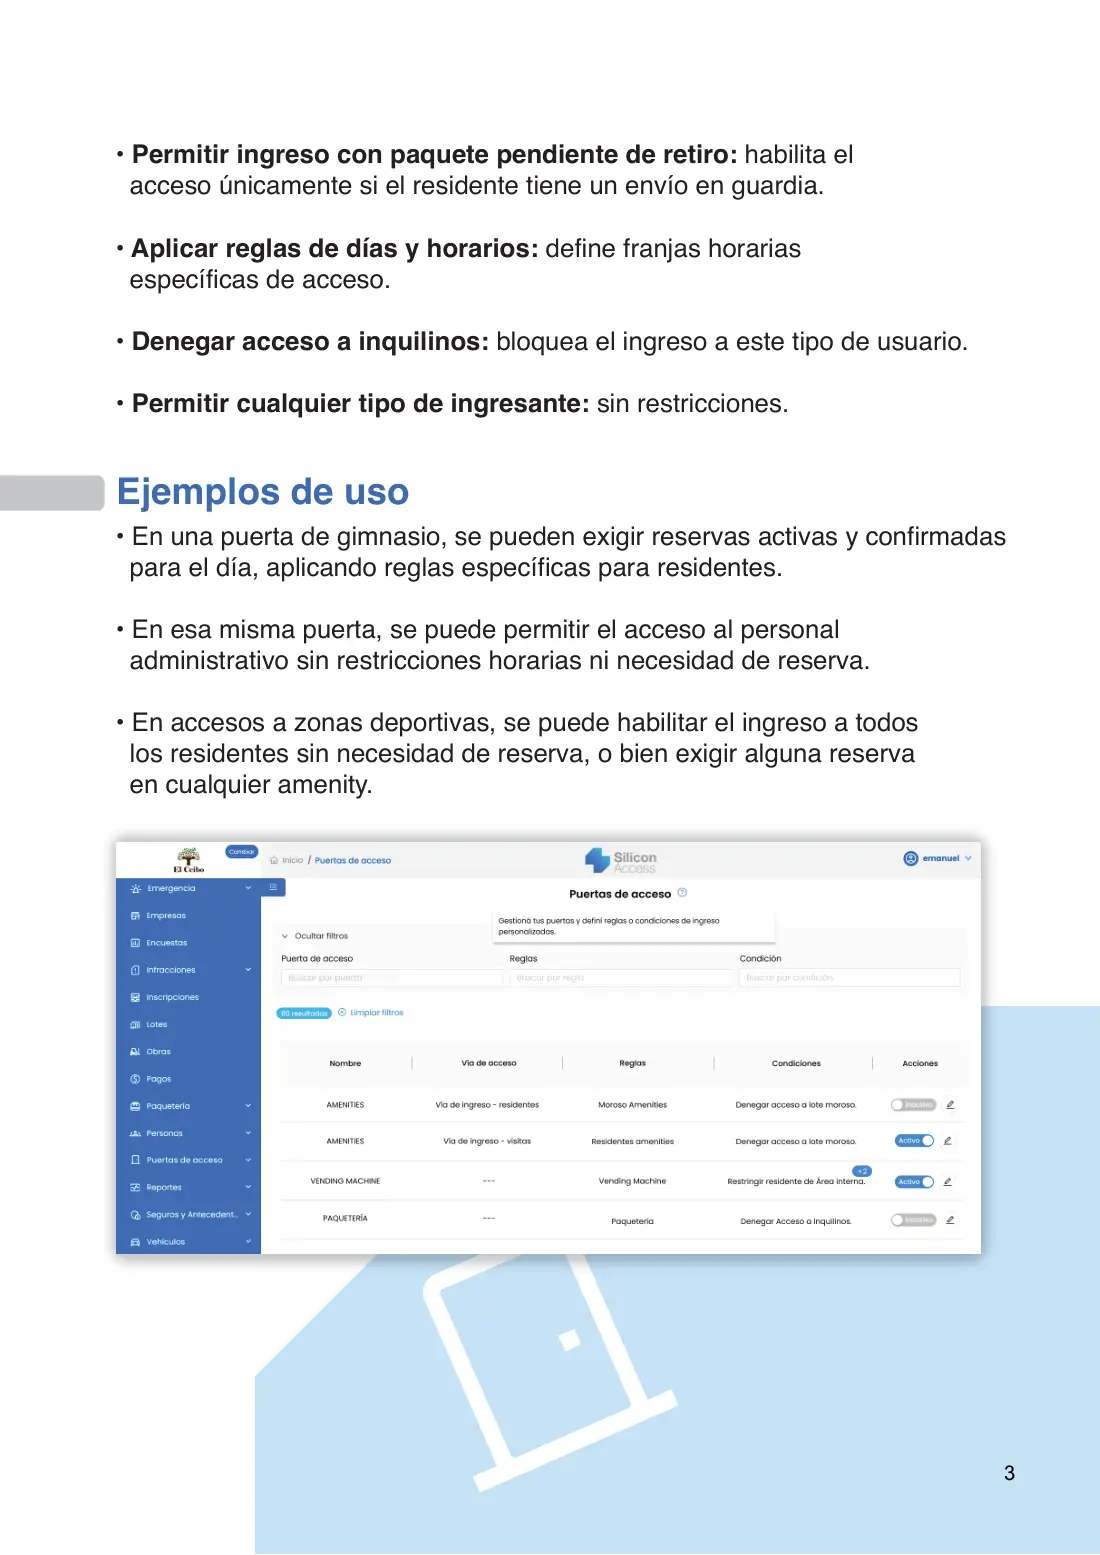 • Permitir ingreso con paquete pendiente de retiro: habilita el
acceso únicamente si el residente tiene un envío en guardia.
• Aplicar reglas de días y horarios: define franjas horarias
específicas de acceso.
• Denegar acceso a inquilinos: bloquea el ingreso a este tipo de usuario.
• Permitir cualquier tipo de ingresante: sin restricciones.
Ejemplos de uso
• En una puerta de gimnasio, se pueden exigir reservas activas y confirmadas
para el día, aplicando reglas específicas para residentes.
• En esa misma puerta, se puede permitir el acceso al personal
administrativo sin restricciones horarias ni necesidad de reserva.
• En accesos a zonas deportivas, se puede habilitar el ingreso a todos
los residentes sin necesidad de reserva, o bien exigir alguna reserva
en cualquier amenity.
El Ceibo
Cambiar
Inicio / Puertas de acceso
Silicon
Access
emanuel
Emergencia
Empresas
Encuestas
Infracciones
Inscripciones
Lotes
Obras
Pagos
Paquetería
Personas
Puertas de acceso
Reportes
Seguros y Antecedent..
Vehículos
Puertas de acceso
Gestioná tus puertas y definí reglas o condiciones de ingreso
personalizadas.
Ocultar filtros
Puerta de acceso Reglas Condición
Buscar por puerta Buscar por regla Buscar por condición
80 resultados Limpiar filtros
Nombre Vía de acceso Reglas Condiciones Acciones
AMENITIES Vía de ingreso - residentes Moroso Amenities Denegar acceso a lote moroso. Inactivo
AMENITIES Vía de ingreso - visitas Residentes amenities Denegar acceso a lote moroso. Activo
+2
VENDING MACHINE --- Vending Machine Restringir residente de Área interna. Activo
PAQUETERÍA --- Paquetería Denegar Acceso a Inquilinos. Inactivo
3